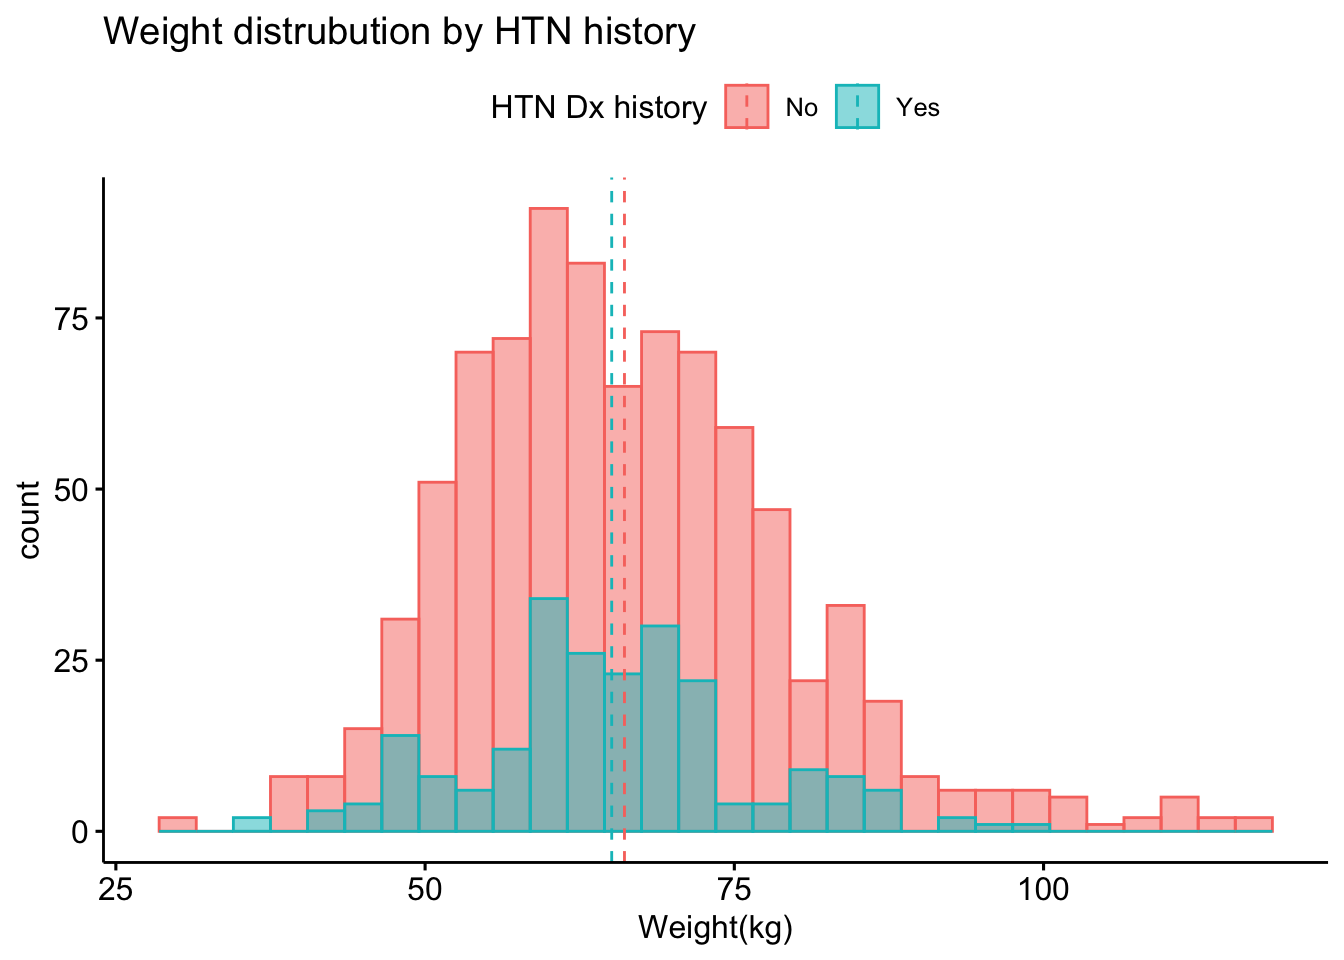 Weight distrubution by HTN history
HTN Dx history No Yes
75
50
25
0
count
25 50 75 100
Weight(kg)